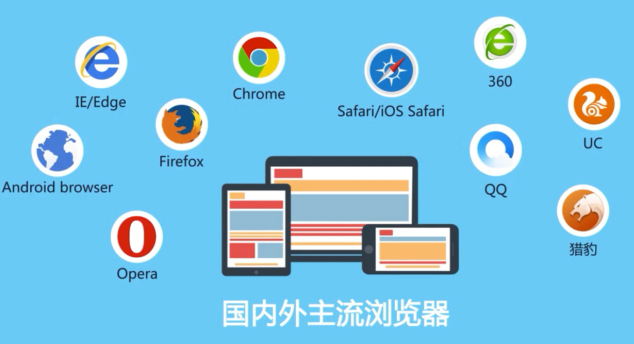 IE/Edge
Chrome
Safari/iOS Safari
360
UC
Firefox
Android browser
QQ
Opera
猎豹
国内外主流浏览器